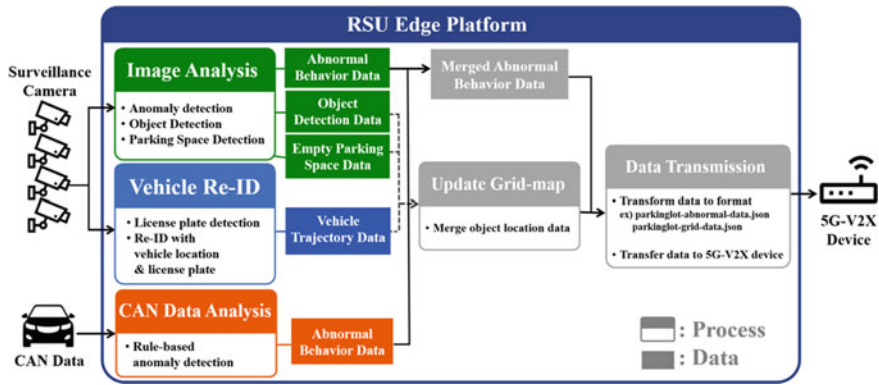 RSU Edge Platform
Surveillance
Camera
Image Analysis
• Anomaly detection
• Object Detection
• Parking Space Detection
Abnormal
Behavior Data
Object
Detection Data
Empty Parking
Space Data
Merged Abnormal
Behavior Data
Vehicle Re-ID
• License plate detection
• Re-ID with
vehicle location
& license plate
Vehicle
Trajectory Data
Update Grid-map
• Merge object location data
Data Transmission
• Transform data to format
ex) parkinglot-abnormal-data.json
parkinglot-grid-data.json
• Transfer data to 5G-V2X device
5G-V2X
Device
CAN Data
CAN Data Analysis
• Rule-based
anomaly detection
Abnormal
Behavior Data
: Process
: Data